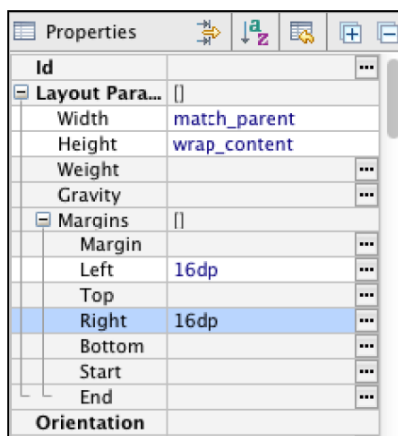 Properties
Id
Layout Para... []
Width match_parent
Height wrap_content
Weight
Gravity
Margins []
Margin
Left 16dp
Top
Right 16dp
Bottom
Start
End
Orientation